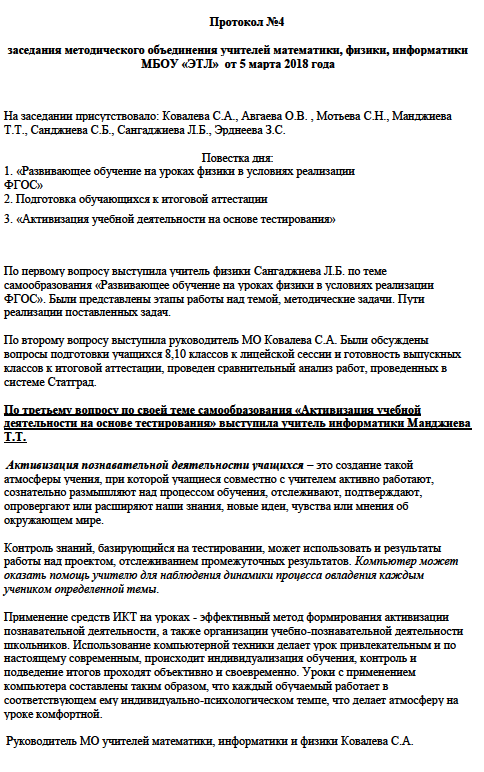 Протокол №4
заседания методического объединения учителей математики, физики, информатики
МБОУ «ЭТЛ» от 5 марта 2018 года
На заседании присутствовало: Ковалева С.А., Авгаева О.В. , Мотьева С.Н., Манджиева
Т.Т., Санджиева С.Б., Сангаджиева Л.Б., Эрднеева З.С.
Повестка дня:
1. «Развивающее обучение на уроках физики в условиях реализации
ФГОС»
2. Подготовка обучающихся к итоговой аттестации
3. «Активизация учебной деятельности на основе тестирования»
По первому вопросу выступила учитель физики Сангаджиева Л.Б. по теме
самообразования «Развивающее обучение на уроках физики в условиях реализации
ФГОС». Были представлены этапы работы над темой, методические задачи. Пути
реализации поставленных задач.
По второму вопросу выступила руководитель МО Ковалева С.А. Были обсуждены
вопросы подготовки учащихся 8,10 классов к лицейской сессии и готовность выпускных
классов к итоговой аттестации, проведен сравнительный анализ работ, проведенных в
системе Статград.
По третьему вопросу по своей теме самообразования «Активизация учебной
деятельности на основе тестирования» выступила учитель информатики Манджиева
Т.Т.
Активизация познавательной деятельности учащихся – это создание такой
атмосферы учения, при которой учащиеся совместно с учителем активно работают,
сознательно размышляют над процессом обучения, отслеживают, подтверждают,
опровергают или расширяют наши знания, новые идеи, чувства или мнения об
окружающем мире.
Контроль знаний, базирующийся на тестировании, может использовать и результаты
работы над проектом, отслеживанием промежуточных результатов. Компьютер может
оказать помощь учителю для наблюдения динамики процесса овладения каждым
учеником определенной темы.
Применение средств ИКТ на уроках - эффективный метод формирования активизации
познавательной деятельности, а также организации учебно-познавательной деятельности
школьников. Использование компьютерной техники делает урок привлекательным и по
настоящему современным, происходит индивидуализация обучения, контроль и
подведение итогов проходят объективно и своевременно. Уроки с применением
компьютера составлены таким образом, что каждый обучаемый работает в
соответствующем ему индивидуально-психологическом темпе, что делает атмосферу на
уроке комфортной.
Руководитель МО учителей математики, информатики и физики Ковалева С.А.